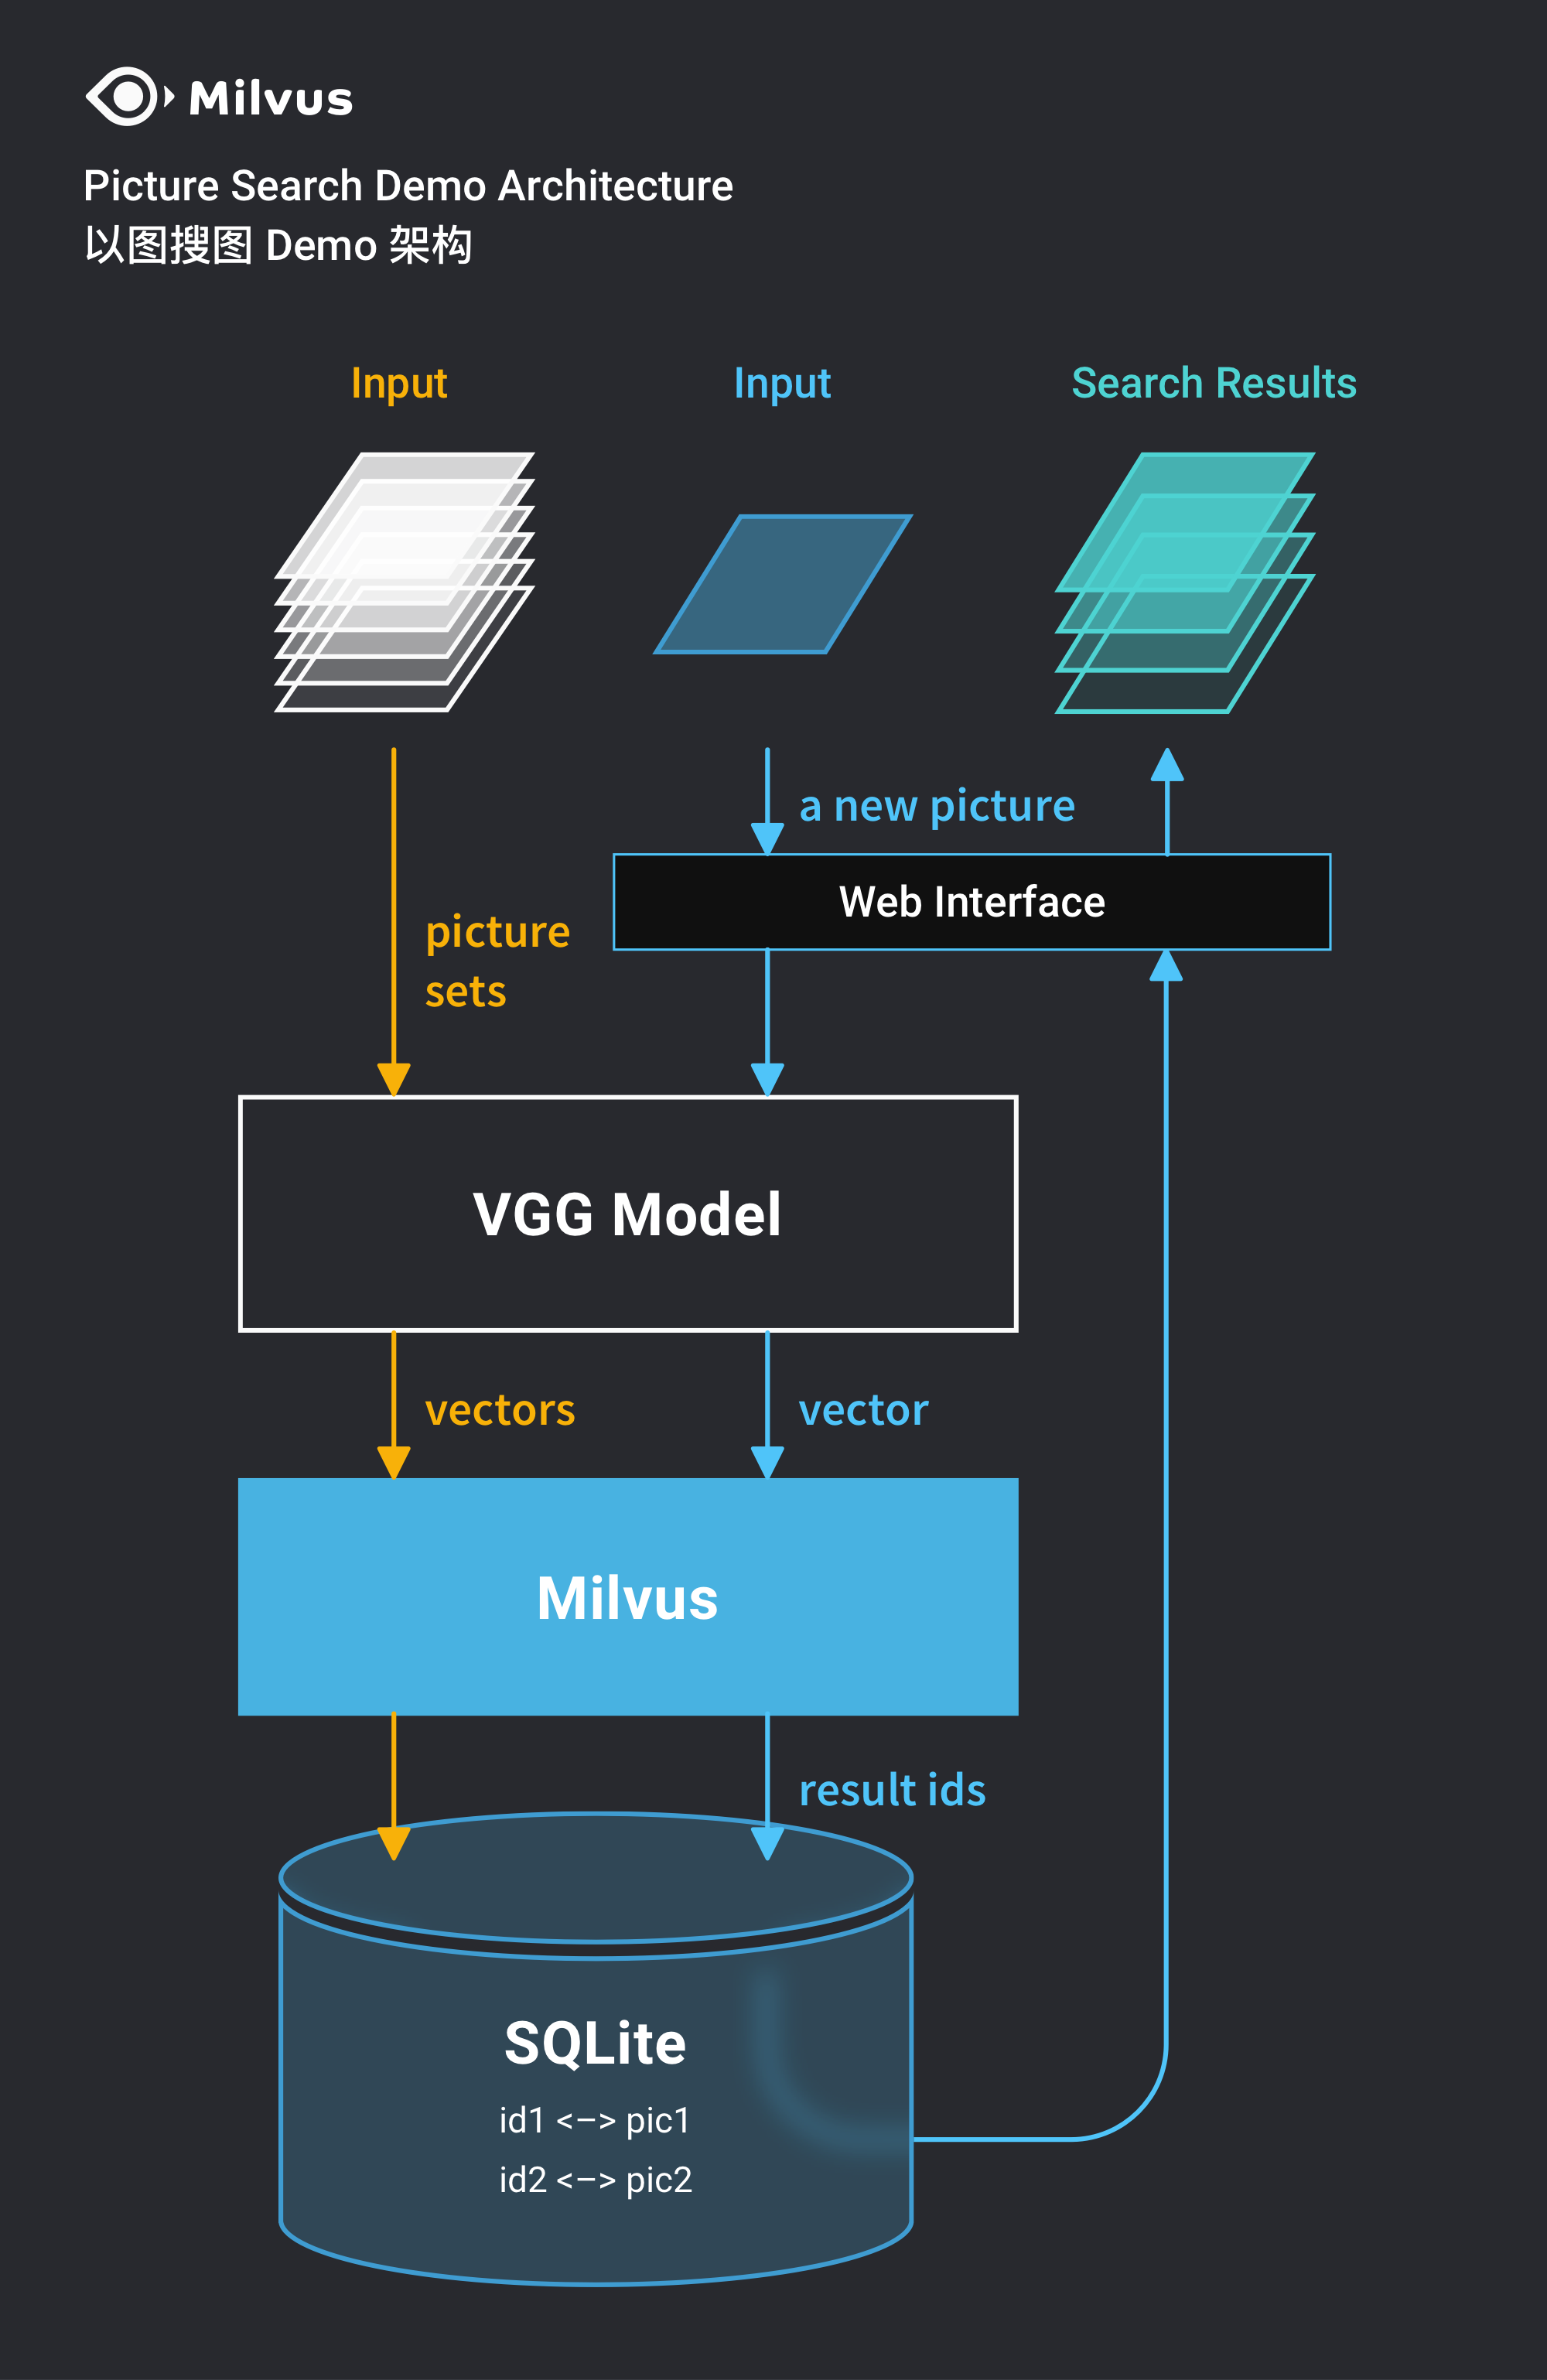 Milvus
Picture Search Demo Architecture
以图搜图 Demo 架构
Input
Input
Search Results
a new picture
Web Interface
picture
sets
VGG Model
vectors
vector
Milvus
result ids
SQLite
id1 <–> pic1
id2 <–> pic2